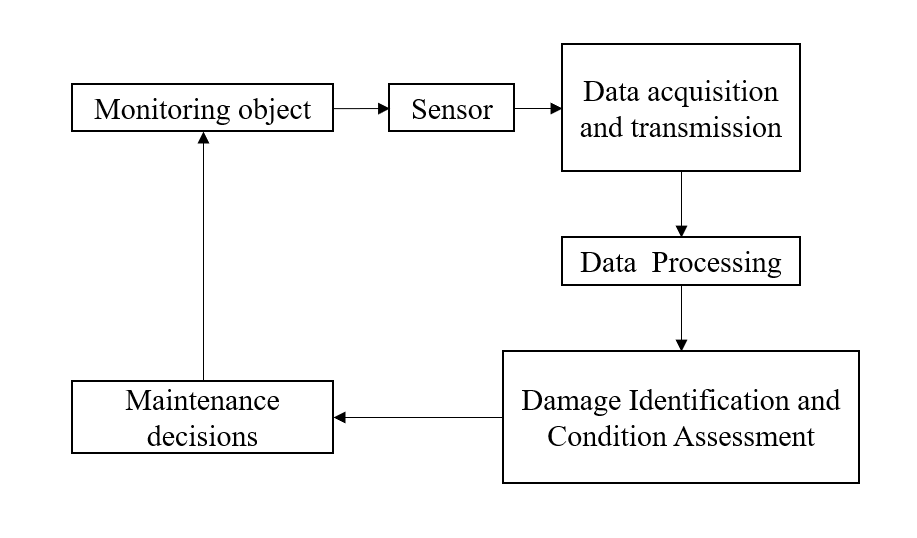 Monitoring object
Sensor
Data acquisition
and transmission
Data  Processing
Damage Identification and
Condition Assessment
Maintenance
decisions